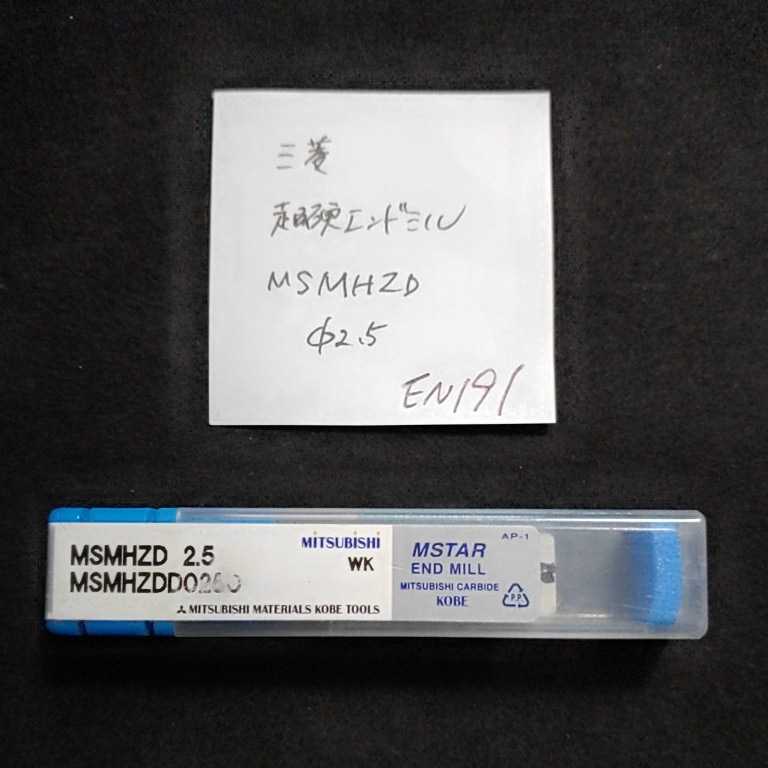 三菱
超硬エンドミル
MSMHZD
φ2.5
EN191
MSMHZD 2.5
MSMHZDD0250
MITSUBISHI
WK
MITSUBISHI MATERIALS KOBE TOOLS
AP-1
MSTAR
END MILL
MITSUBISHI CARBIDE
KOBE
PP